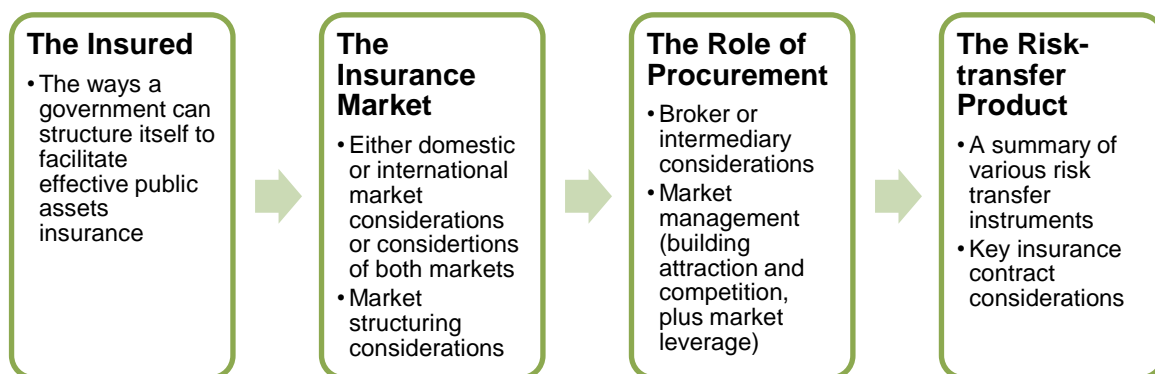 The Insured
• The ways a
government can
structure itself to
facilitate
effective public
assets
insurance
The
Insurance
Market
• Either domestic
or international
market
considerations
or considertions
of both markets
• Market
structuring
considerations
The Role of
Procurement
• Broker or
intermediary
considerations
• Market
management
(building
attraction and
competition,
plus market
leverage)
The Risk-
transfer
Product
• A summary of
various risk
transfer
instruments
• Key insurance
contract
considerations